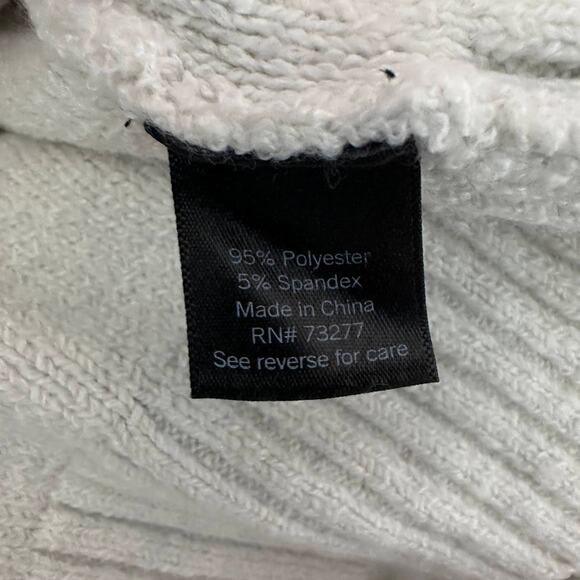 95% Polyester
5% Spandex
Made in China
RN# 73277
See reverse for care